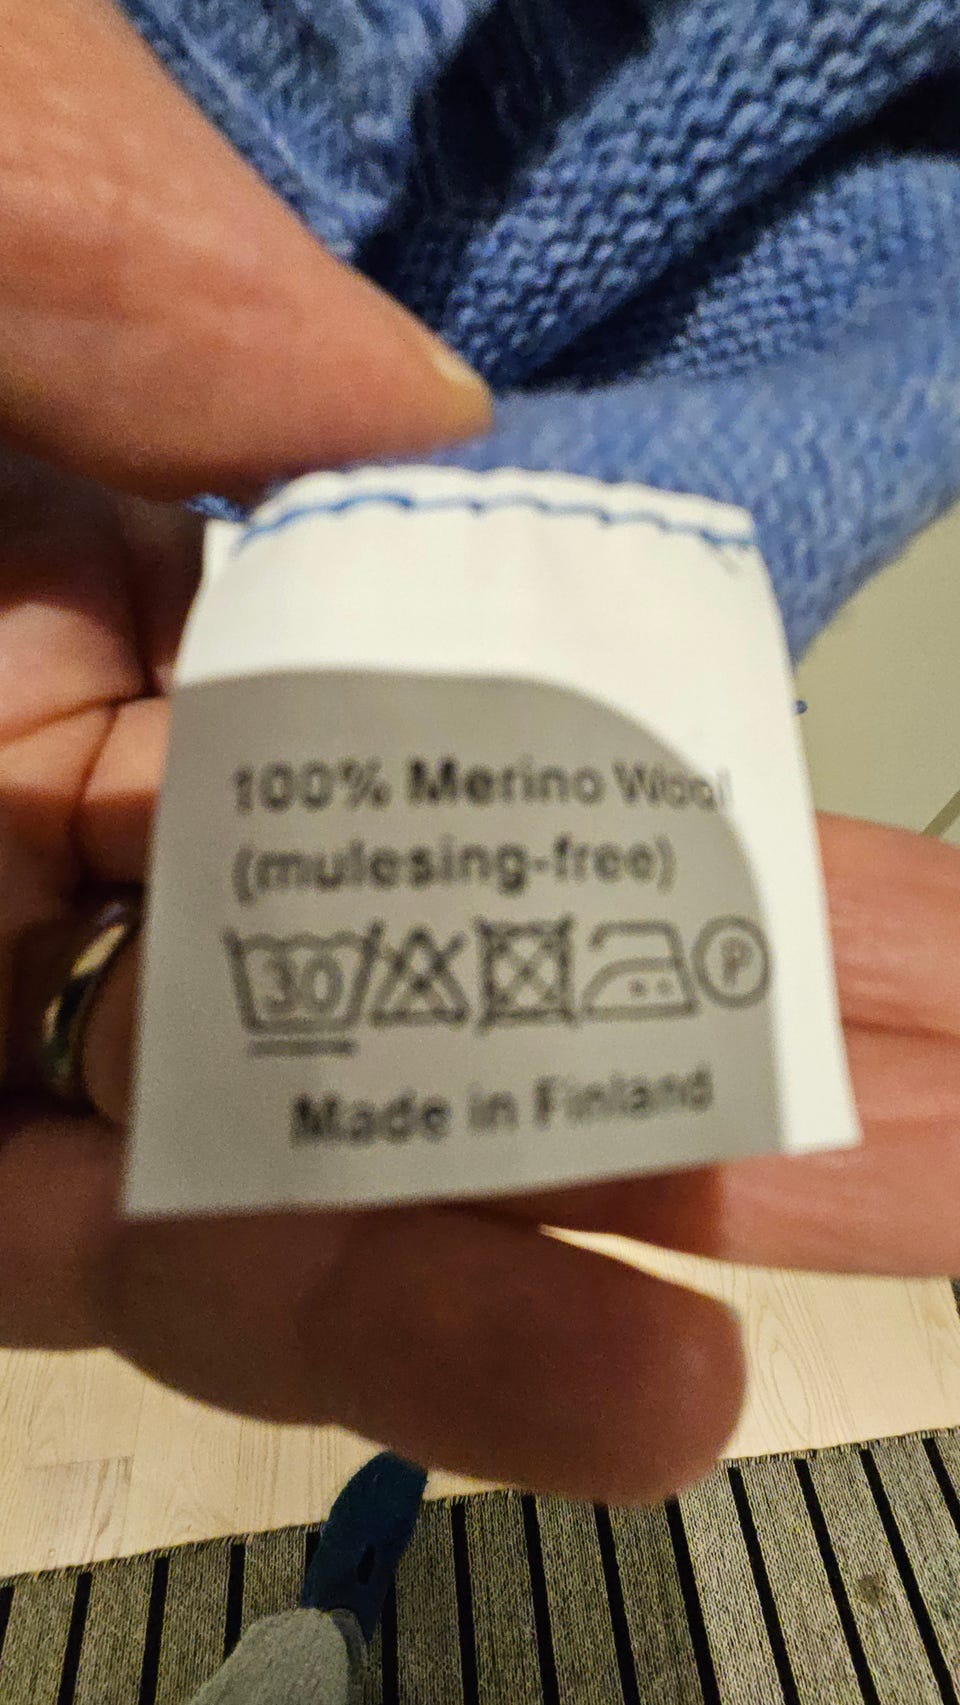 100% Merino Wool
(mulesing-free)
30 P
Made in Finland